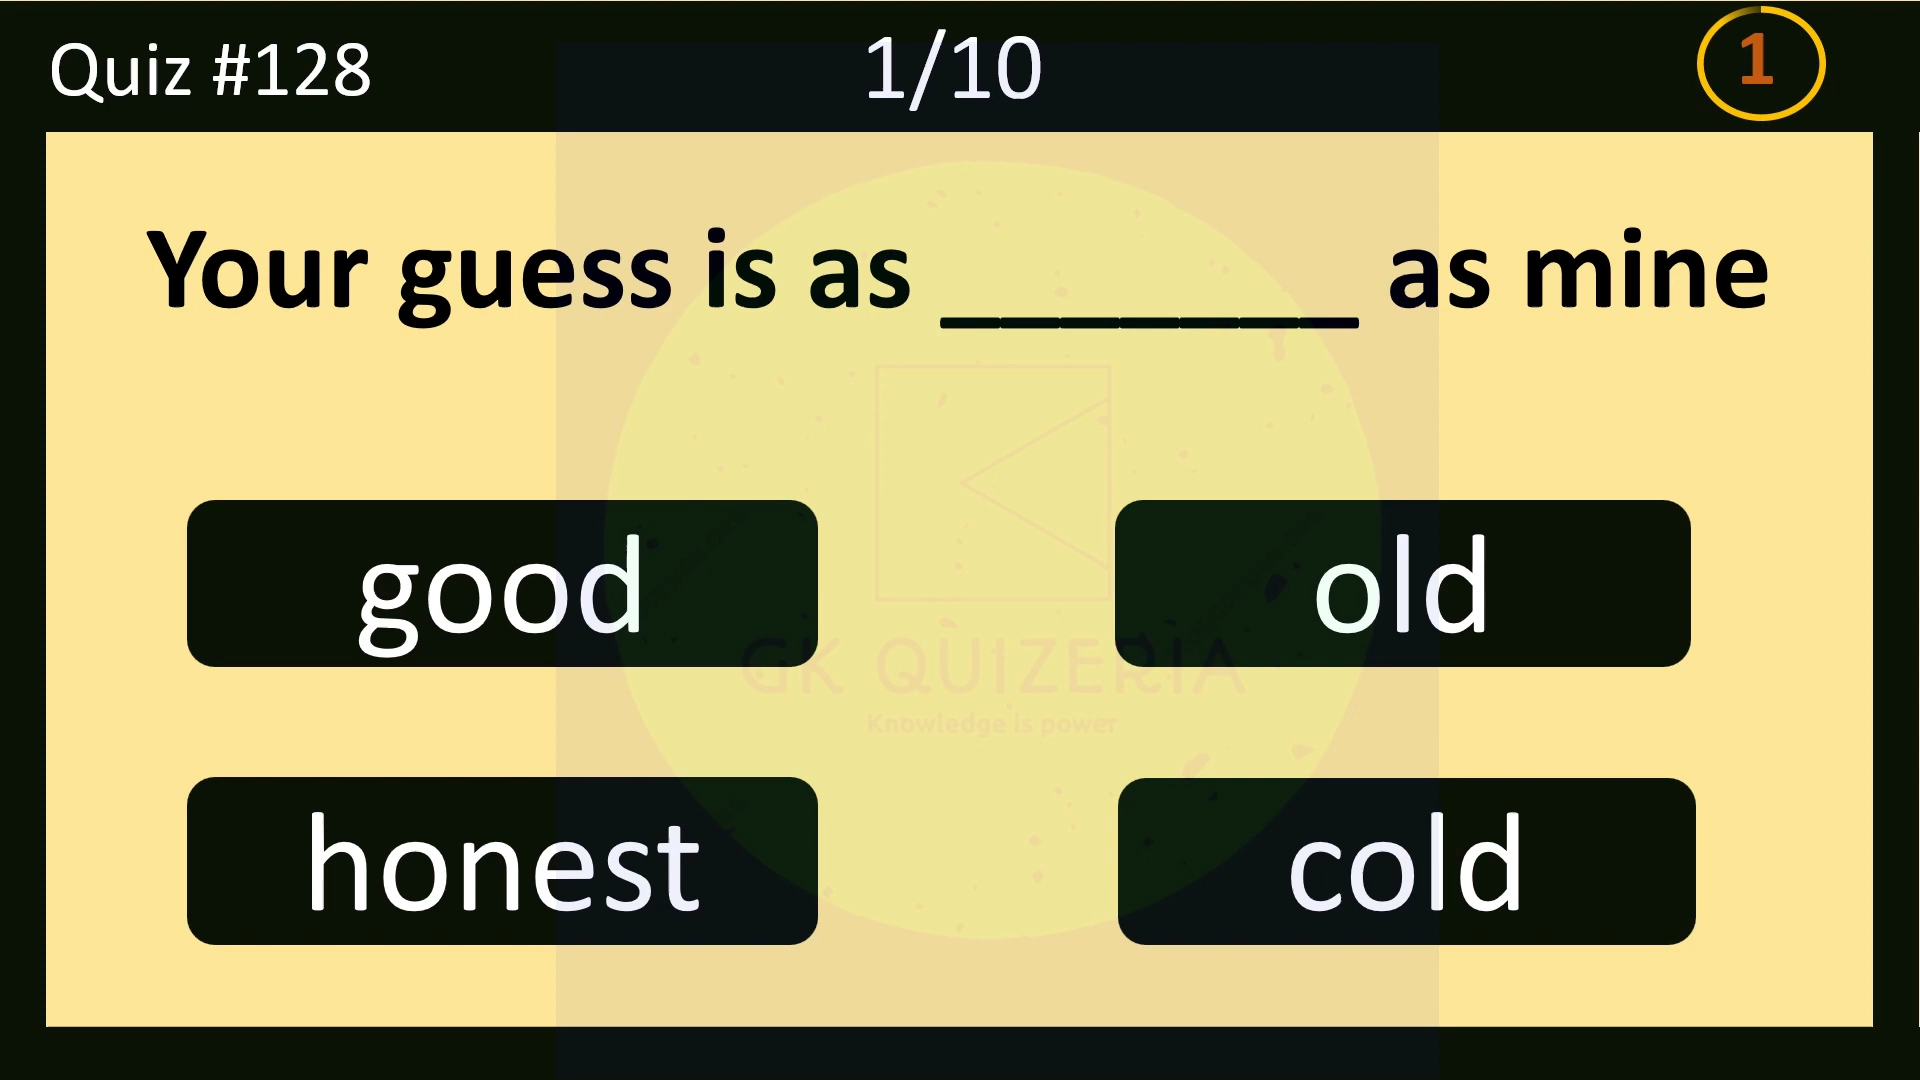 Quiz #128
1/10
1
Your guess is as _______ as mine
good
old
GK QUIZERIA
Knowledge is power
honest
cold